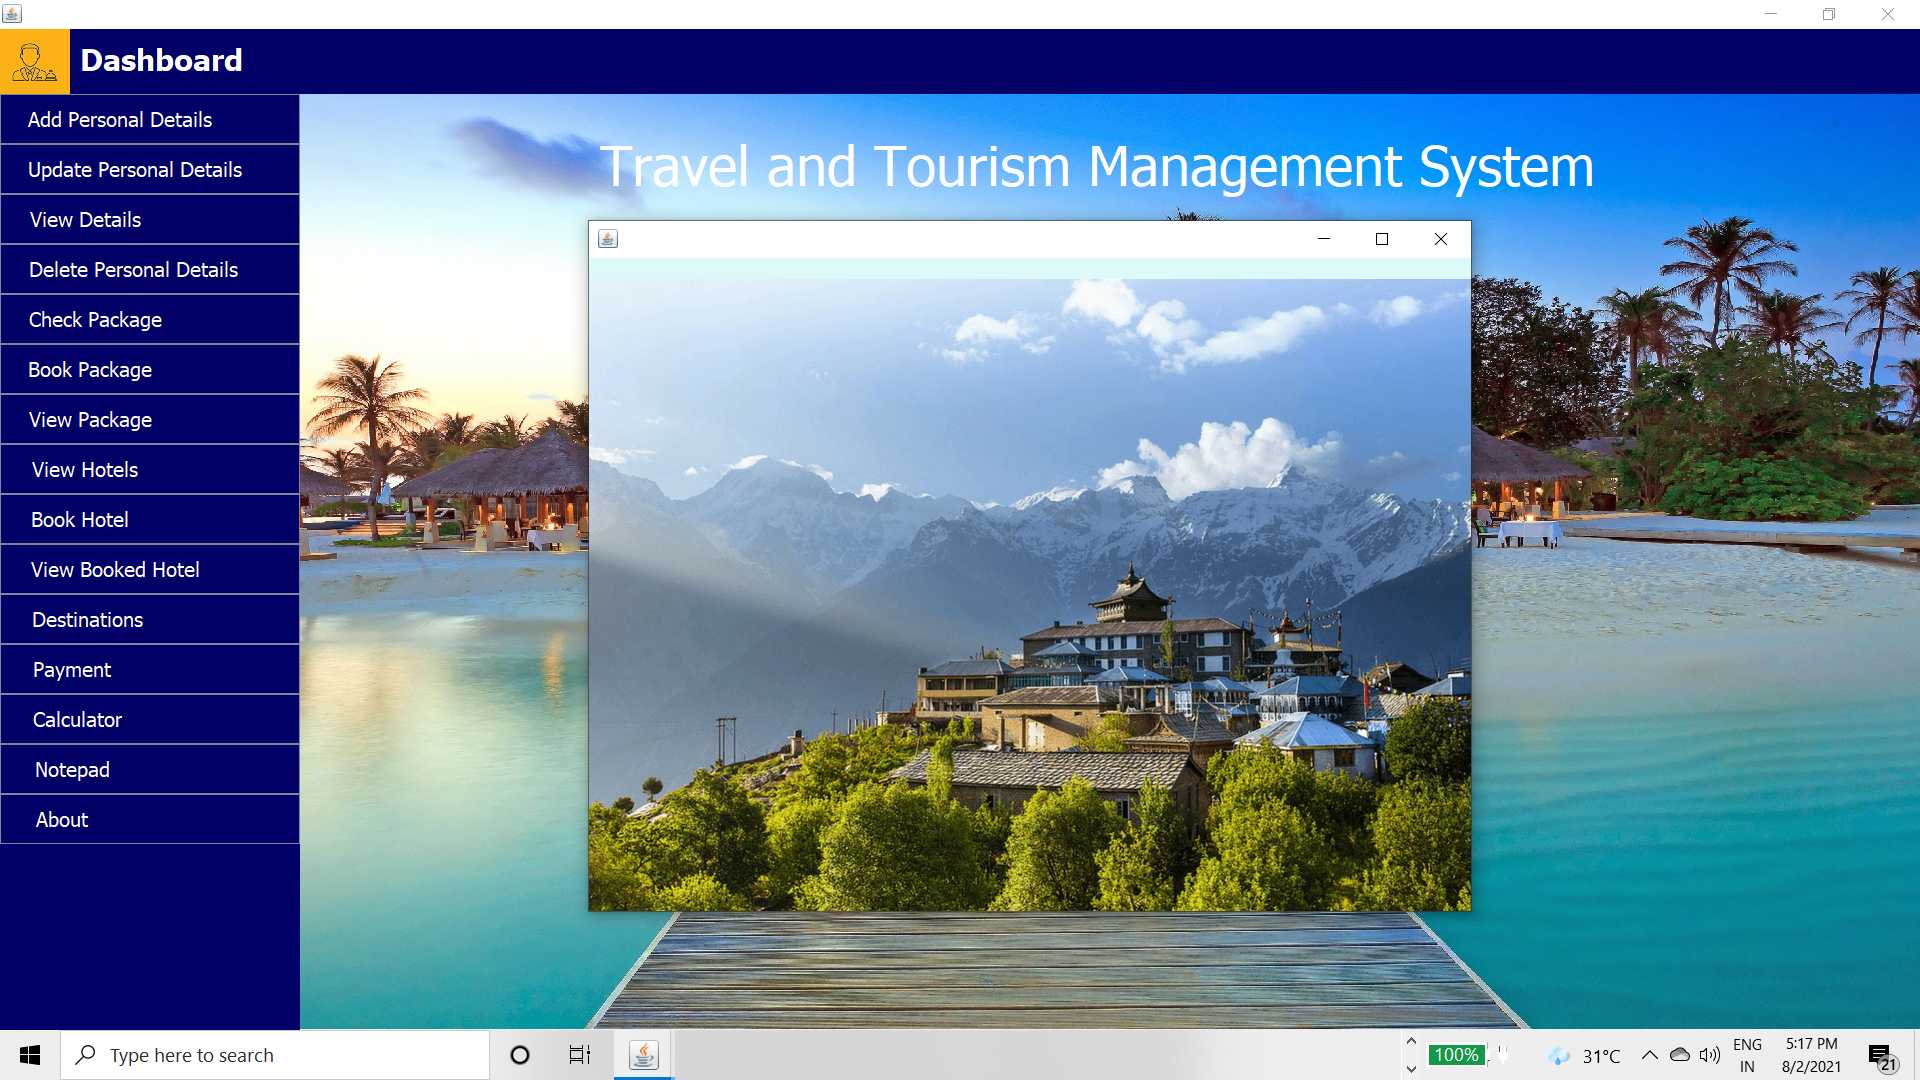 Dashboard
Travel and Tourism Management System
Add Personal Details
Update Personal Details
View Details
Delete Personal Details
Check Package
Book Package
View Package
View Hotels
Book Hotel
View Booked Hotel
Destinations
Payment
Calculator
Notepad
About
Type here to search
100%
31°C
ENG
IN
5:17 PM
8/2/2021
21